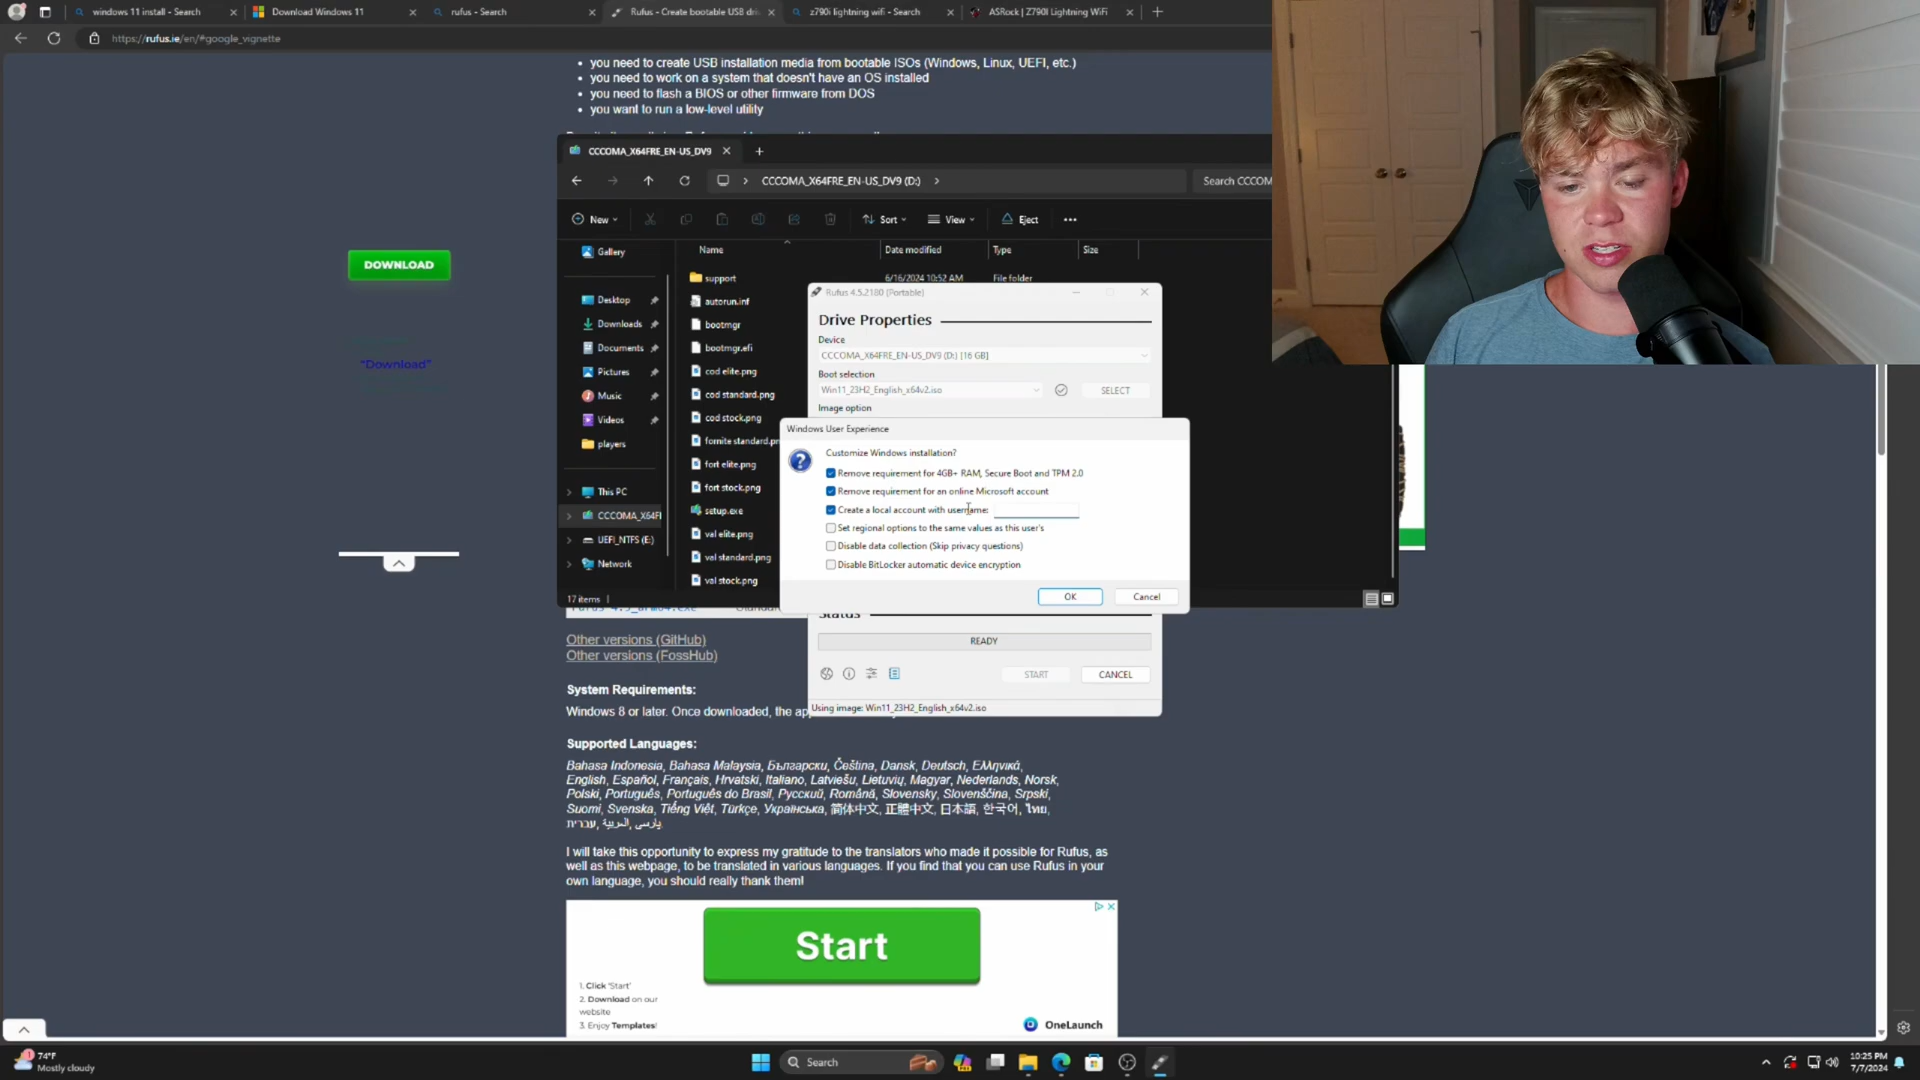 windows 11 install - Search
Download Windows 11
rufus - Search
Rufus - Create bootable USB dri
z790i lightning wifi - Search
ASRock | Z790I Lightning WiFi
https://rufus.ie/en/#google_vignette
you need to create USB installation media from bootable ISOs (Windows, Linux, UEFI, etc.)
you need to work on a system that doesn't have an OS installed
you need to flash a BIOS or other firmware from DOS
you want to run a low-level utility
CCCOMA_X64FRE_EN-US_DV9
CCCOMA_X64FRE_EN-US_DV9 (D:)
Search CCCOM
New
Sort
View
Eject
Name
Date modified
Type
Size
Gallery
Desktop
Downloads
Documents
Pictures
Music
Videos
players
This PC
CCCOMA_X64FI
UEFI_NTFS (E:)
Network
support
6/16/2024 10:52 AM
File folder
autorun.inf
bootmgr
bootmgr.efi
cod elite.png
cod standard.png
cod stock.png
fornite standard.pn
fort elite.png
fort stock.png
setup.exe
val elite.png
val standard.png
val stock.png
17 items
DOWNLOAD
"Download"
Rufus 4.5.2180 (Portable)
Drive Properties
Device
CCCOMA_X64FRE_EN-US_DV9 (D:) [16 GB]
Boot selection
Win11_23H2_English_x64v2.iso
SELECT
Image option
Windows User Experience
Customize Windows installation?
Remove requirement for 4GB+ RAM, Secure Boot and TPM 2.0
Remove requirement for an online Microsoft account
Create a local account with username:
Set regional options to the same values as this user's
Disable data collection (Skip privacy questions)
Disable BitLocker automatic device encryption
OK
Cancel
Status
READY
START
CANCEL
Using image: Win11_23H2_English_x64v2.iso
Other versions (GitHub)
Other versions (FossHub)
System Requirements:
Windows 8 or later. Once downloaded, the ap
Supported Languages:
Bahasa Indonesia, Bahasa Malaysia, Български, Čeština, Dansk, Deutsch, Ελληνικά,
English, Español, Français, Hrvatski, Italiano, Latviešu, Lietuvių, Magyar, Nederlands, Norsk,
Polski, Português, Português do Brasil, Русский, Română, Slovensky, Slovenščina, Srpski,
Suomi, Svenska, Tiếng Việt, Türkçe, Українська, 简体中文, 正體中文, 日本語, 한국어, ไทย,
עברית, العربية, پارسی.
I will take this opportunity to express my gratitude to the translators who made it possible for Rufus, as
well as this webpage, to be translated in various languages. If you find that you can use Rufus in your
own language, you should really thank them!
Start
1. Click 'Start'
2. Download on our
website
3. Enjoy Templates!
OneLaunch
74°F
Mostly cloudy
Search
10:25 PM
7/7/2024